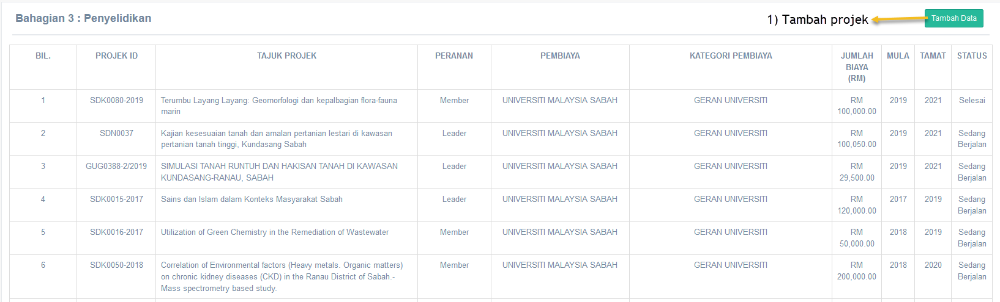 Bahagian 3 : Penyelidikan
1) Tambah projek
Tambah Data
BIL. PROJEK ID TAJUK PROJEK PERANAN PEMBIAYA KATEGORI PEMBIAYA JUMLAH MULA TAMAT STATUS
BIAYA
(RM)
1 SDK0080-2019 Terumbu Layang Layang: Geomorfologi dan kepalbagian flora-fauna Member UNIVERSITI MALAYSIA SABAH GERAN UNIVERSITI RM 2019 2021 Selesai
marin 100,000.00
2 SDN0037 Kajian kesesuaian tanah dan amalan pertanian lestari di kawasan Leader UNIVERSITI MALAYSIA SABAH GERAN UNIVERSITI RM 2019 2021 Sedang
pertanian tanah tinggi, Kundasang Sabah 100,050.00 Berjalan
3 GUG0388-2/2019 SIMULASI TANAH RUNTUH DAN HAKISAN TANAH DI KAWASAN Leader UNIVERSITI MALAYSIA SABAH GERAN UNIVERSITI RM 2019 2021 Sedang
KUNDASANG-RANAU, SABAH 29,500.00 Berjalan
4 SDK0015-2017 Sains dan Islam dalam Konteks Masyarakat Sabah Leader UNIVERSITI MALAYSIA SABAH GERAN UNIVERSITI RM 2017 2019 Sedang
120,000.00 Berjalan
5 SDK0016-2017 Utilization of Green Chemistry in the Remediation of Wastewater Member UNIVERSITI MALAYSIA SABAH GERAN UNIVERSITI RM 2018 2019 Sedang
50,000.00 Berjalan
6 SDK0050-2018 Correlation of Environmental factors (Heavy metals. Organic matters) Member UNIVERSITI MALAYSIA SABAH GERAN UNIVERSITI RM 2018 2020 Sedang
on chronic kidney diseases (CKD) in the Ranau District of Sabah.- 200,000.00 Berjalan
Mass spectrometry based study.